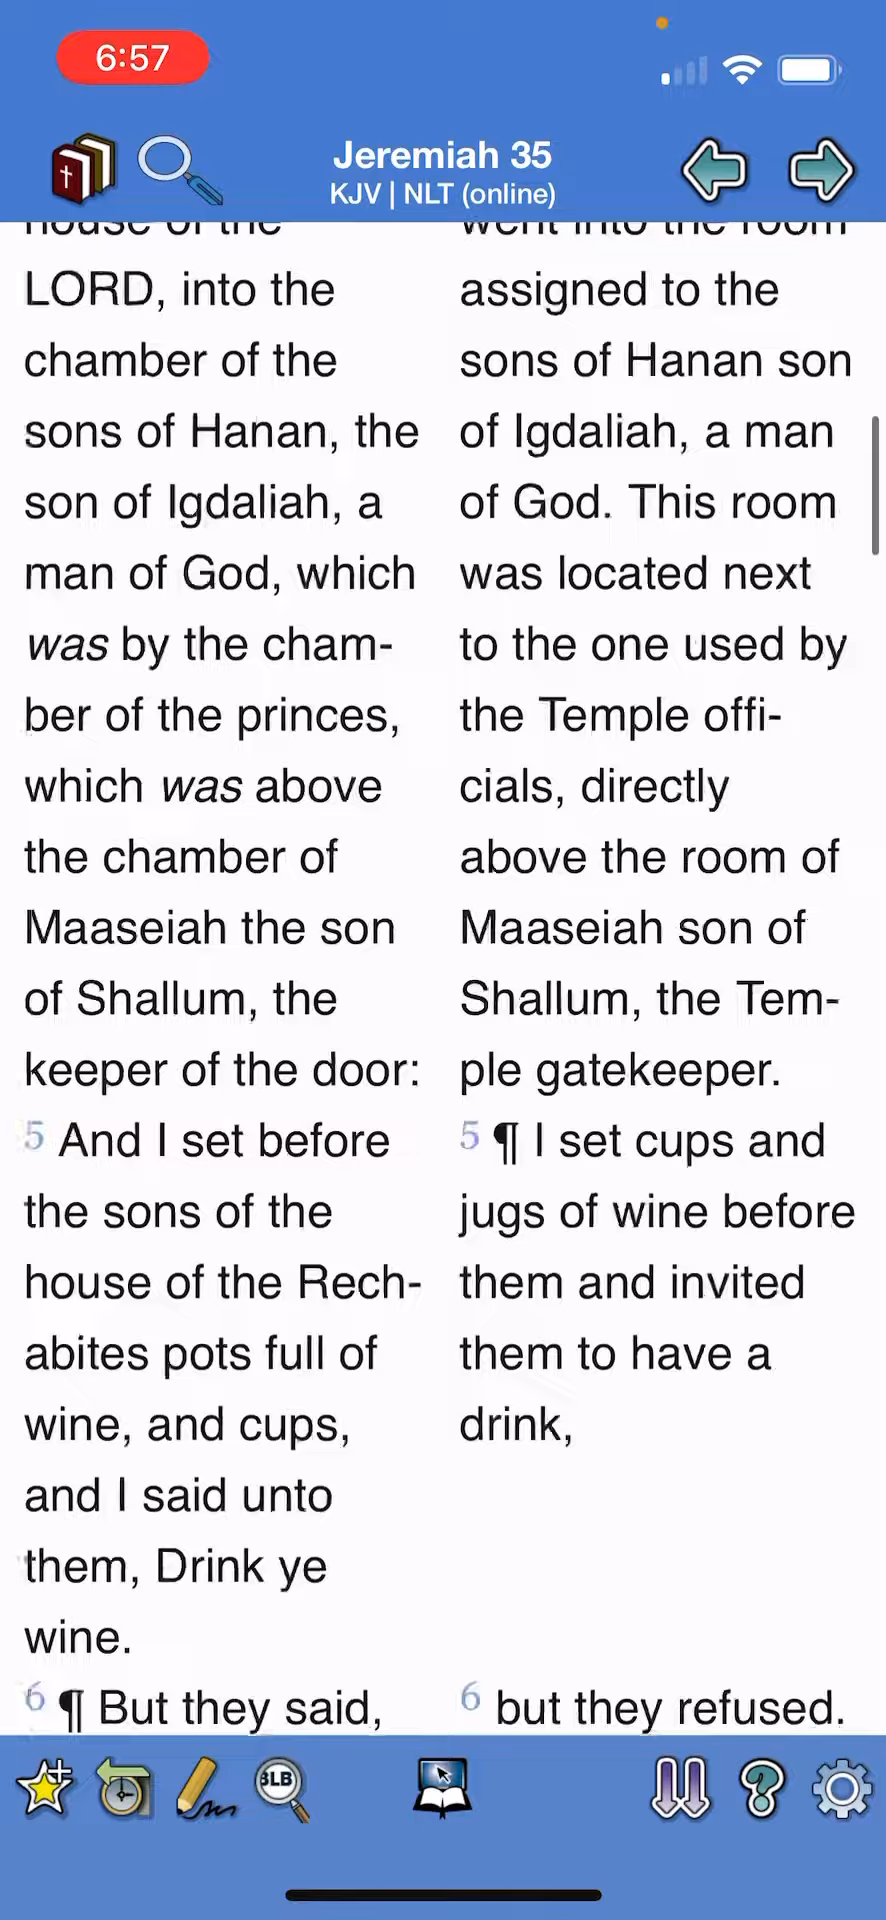 6:57
Jeremiah 35
KJV | NLT (online)
house of the
LORD, into the
chamber of the
sons of Hanan, the
son of Igdaliah, a
man of God, which
was by the cham-
ber of the princes,
which was above
the chamber of
Maaseiah the son
of Shallum, the
keeper of the door:
5 And I set before
the sons of the
house of the Rech-
abites pots full of
wine, and cups,
and I said unto
them, Drink ye
wine.
6 ¶ But they said,
went into the room
assigned to the
sons of Hanan son
of Igdaliah, a man
of God. This room
was located next
to the one used by
the Temple offi-
cials, directly
above the room of
Maaseiah son of
Shallum, the Tem-
ple gatekeeper.
5 ¶ I set cups and
jugs of wine before
them and invited
them to have a
drink,
6 but they refused.
BLB